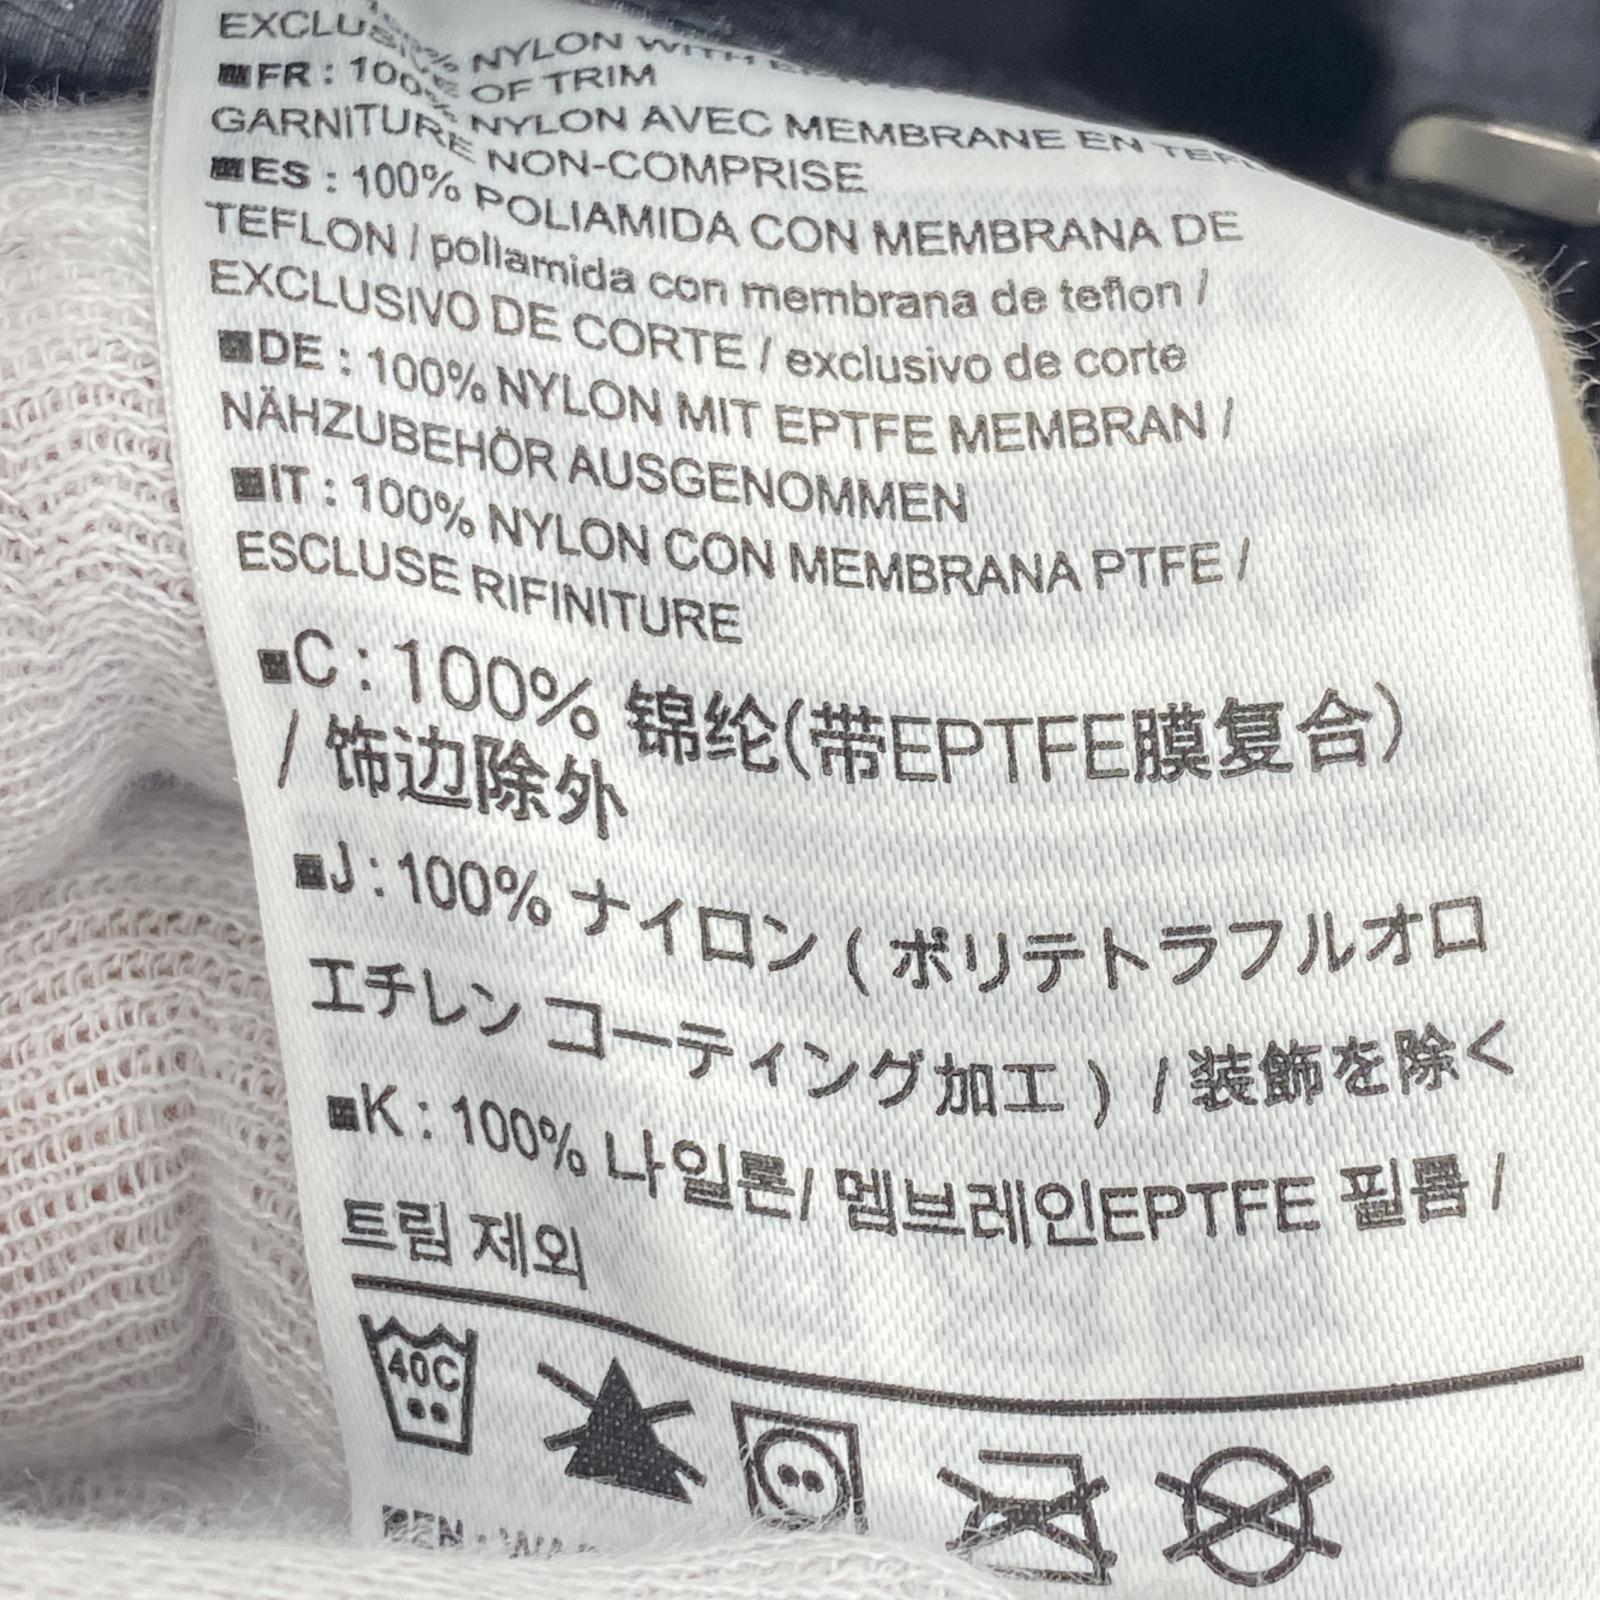 % NYLON WITH
EXCLUSIVE OF TRIM
■FR : 100% NYLON AVEC MEMBRANE EN
GARNITURE NON-COMPRISE
■ES : 100% POLIAMIDA CON MEMBRANA DE
TEFLON / poliamida con membrana de teflon /
EXCLUSIVO DE CORTE / exclusivo de corte
■DE : 100% NYLON MIT EPTFE MEMBRAN /
NÄHZUBEHÖR AUSGENOMMEN
■IT : 100% NYLON CON MEMBRANA PTFE /
ESCLUSE RIFINITURE
■C : 100% 锦纶(带EPTFE膜复合)
/ 饰边除外
■J : 100% ナイロン ( ポリテトラフルオロ
エチレン コーティング加工 ) / 装飾を除く
■K : 100% 나일론/ 멤브레인EPTFE 필름 /
트림 제외
40C